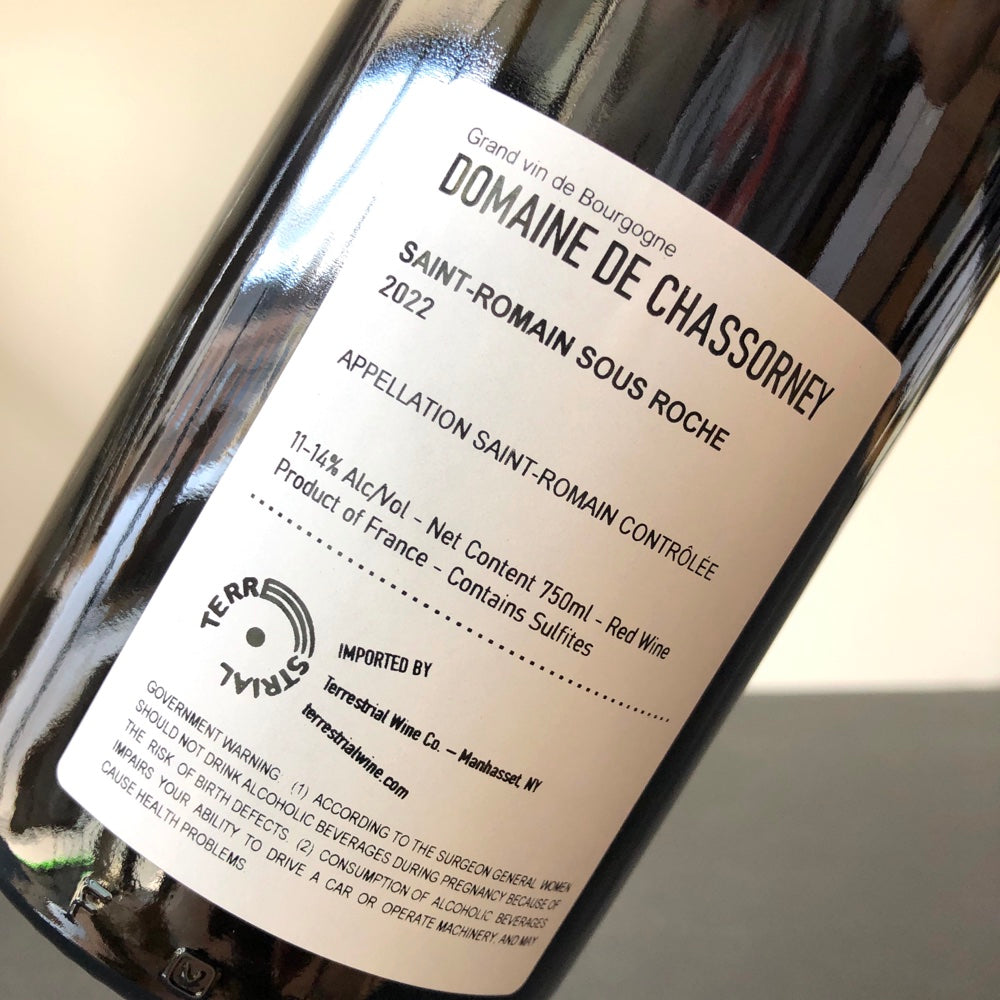 Grand vin de Bourgogne
DOMAINE DE CHASSORNEY
SAINT-ROMAIN SOUS ROCHE
2022
APPELLATION SAINT-ROMAIN CONTRÔLÉE
11-14% Alc/Vol - Net Content 750ml - Red Wine
Product of France - Contains Sulfites
TERRESTRIAL
IMPORTED BY
Terrestrial Wine Co. – Manhasset, NY
terrestrialwine.com
GOVERNMENT WARNING: (1) ACCORDING TO THE SURGEON GENERAL WOMEN
SHOULD NOT DRINK ALCOHOLIC BEVERAGES DURING PREGNANCY BECAUSE OF
THE RISK OF BIRTH DEFECTS. (2) CONSUMPTION OF ALCOHOLIC BEVERAGES
IMPAIRS YOUR ABILITY TO DRIVE A CAR OR OPERATE MACHINERY, AND MAY
CAUSE HEALTH PROBLEMS